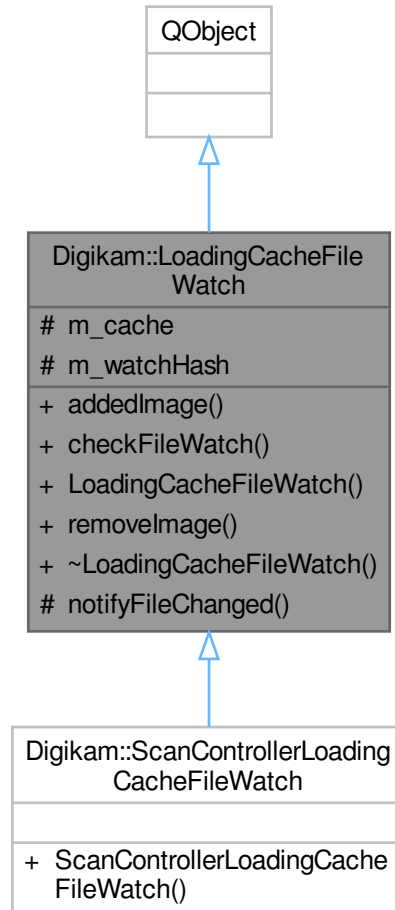 QObject
Digikam::LoadingCacheFile
Watch
# m_cache
# m_watchHash
+ addedImage()
+ checkFileWatch()
+ LoadingCacheFileWatch()
+ removeImage()
+ ~LoadingCacheFileWatch()
# notifyFileChanged()
Digikam::ScanControllerLoading
CacheFileWatch
+ ScanControllerLoadingCache
FileWatch()